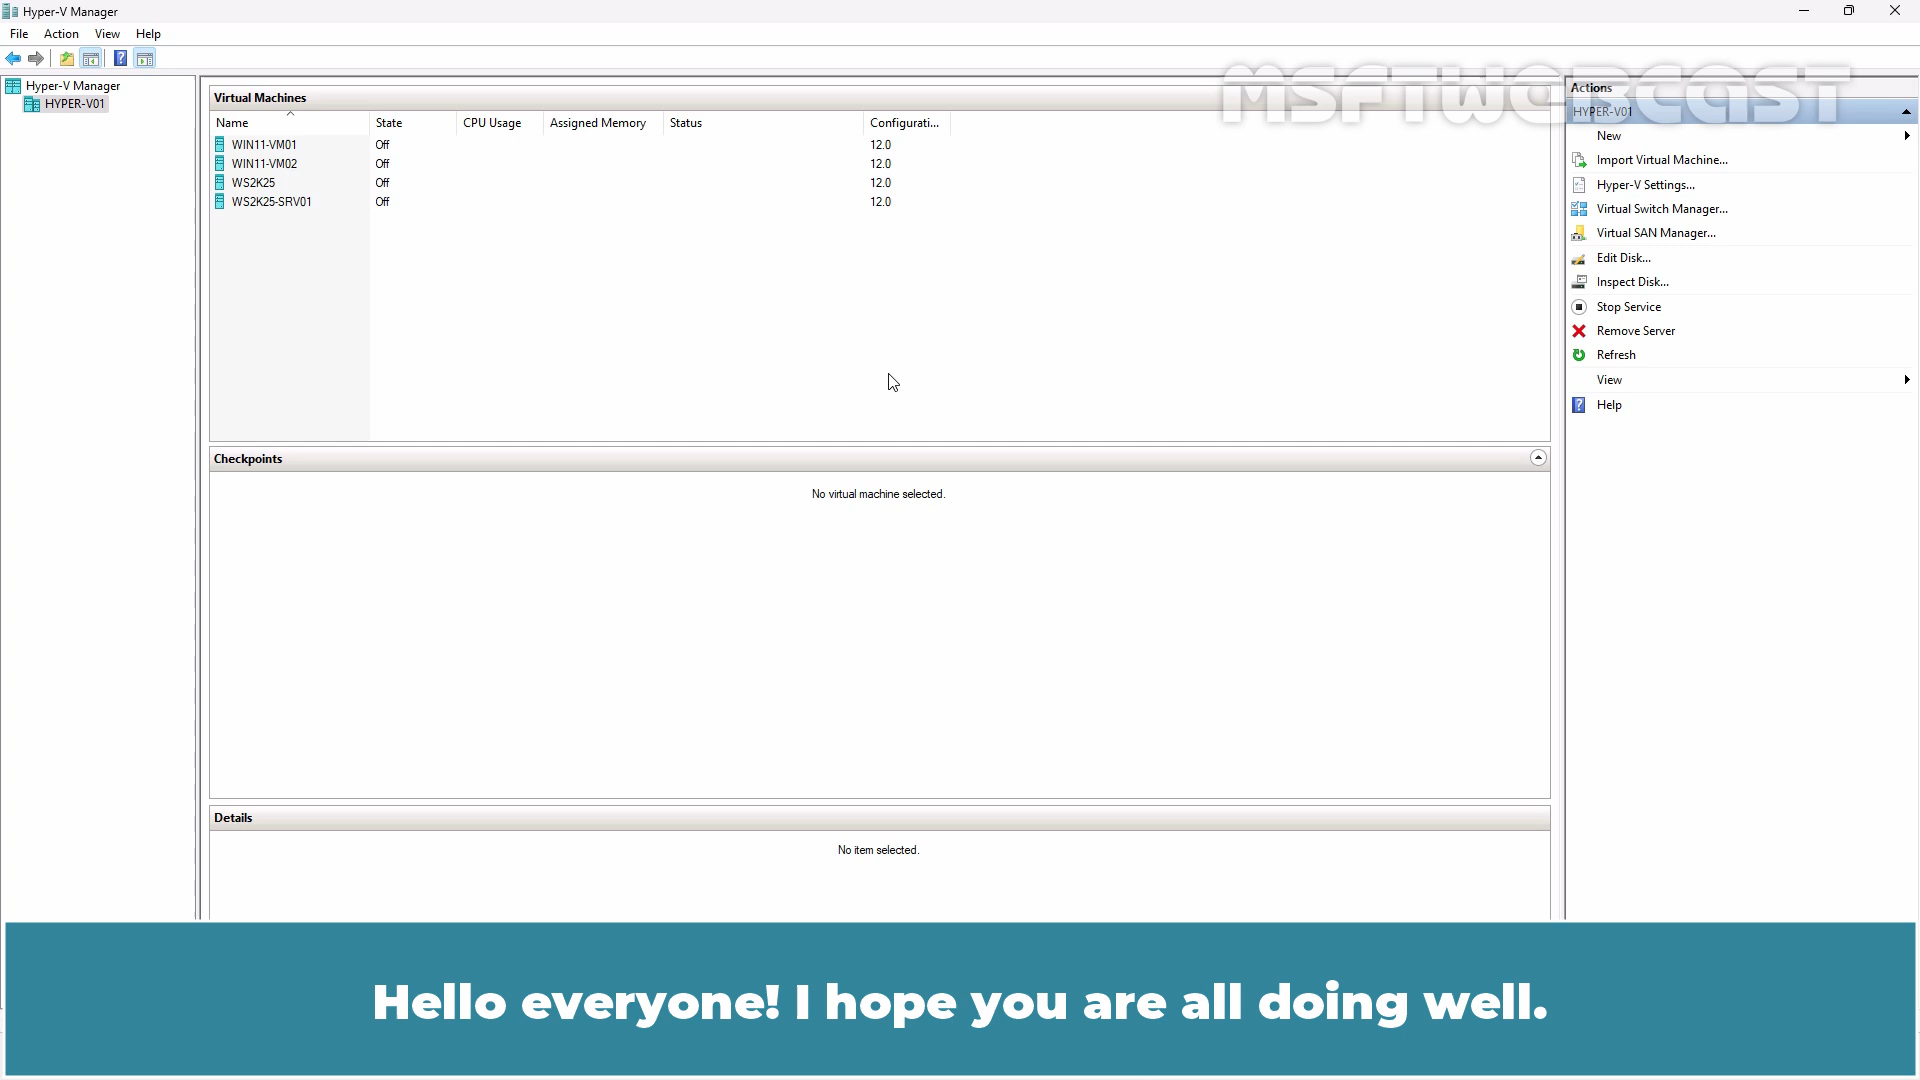 Hyper-V Manager
File Action View Help
Hyper-V Manager
HYPER-V01
Virtual Machines
Name State CPU Usage Assigned Memory Status Configurati...
WIN11-VM01 Off 12.0
WIN11-VM02 Off 12.0
WS2K25 Off 12.0
WS2K25-SRV01 Off 12.0
Checkpoints
No virtual machine selected.
Details
No item selected.
MSFTWEBCAST
Actions
HYPER-V01
New
Import Virtual Machine...
Hyper-V Settings...
Virtual Switch Manager...
Virtual SAN Manager...
Edit Disk...
Inspect Disk...
Stop Service
Remove Server
Refresh
View
Help
Hello everyone! I hope you are all doing well.